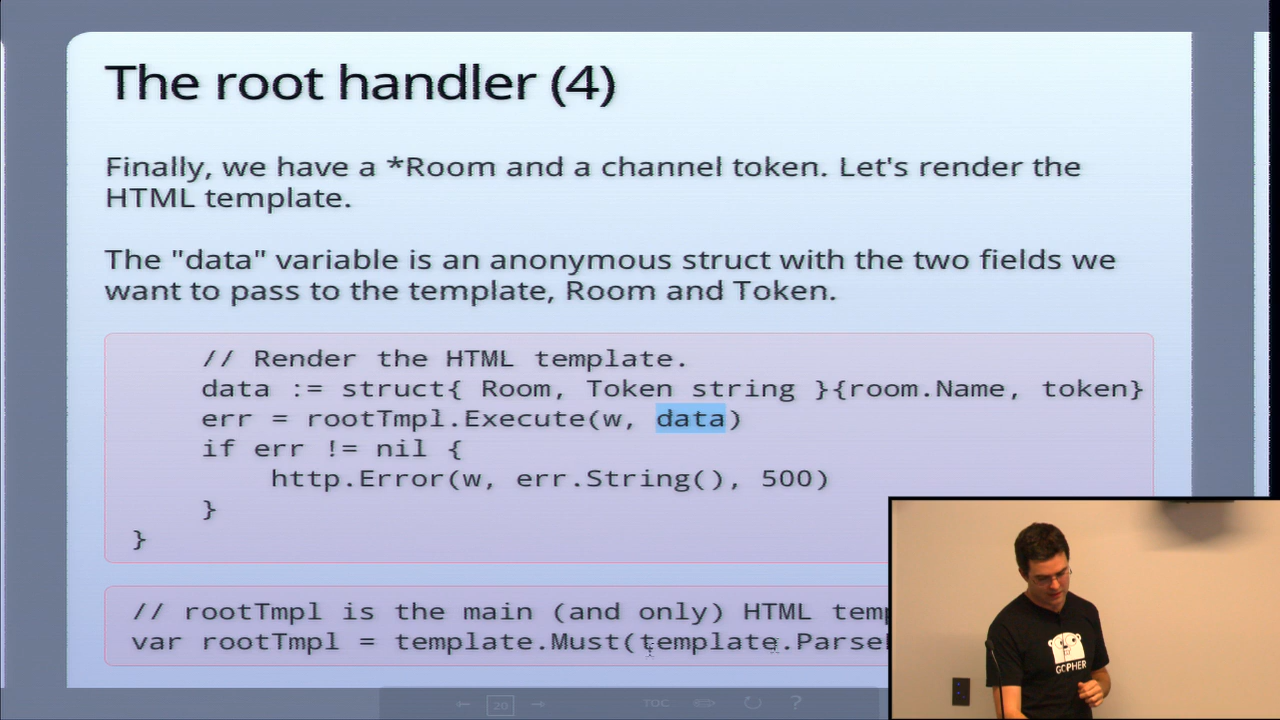 The root handler (4)
Finally, we have a *Room and a channel token. Let's render the
HTML template.
The "data" variable is an anonymous struct with the two fields we
want to pass to the template, Room and Token.
// Render the HTML template.
data := struct{ Room, Token string }{room.Name, token}
err = rootTmpl.Execute(w, data)
if err != nil {
http.Error(w, err.String(), 500)
}
}
// rootTmpl is the main (and only) HTML
var rootTmpl = template.Must(template.Parse
GOPHER
20
TOC
?